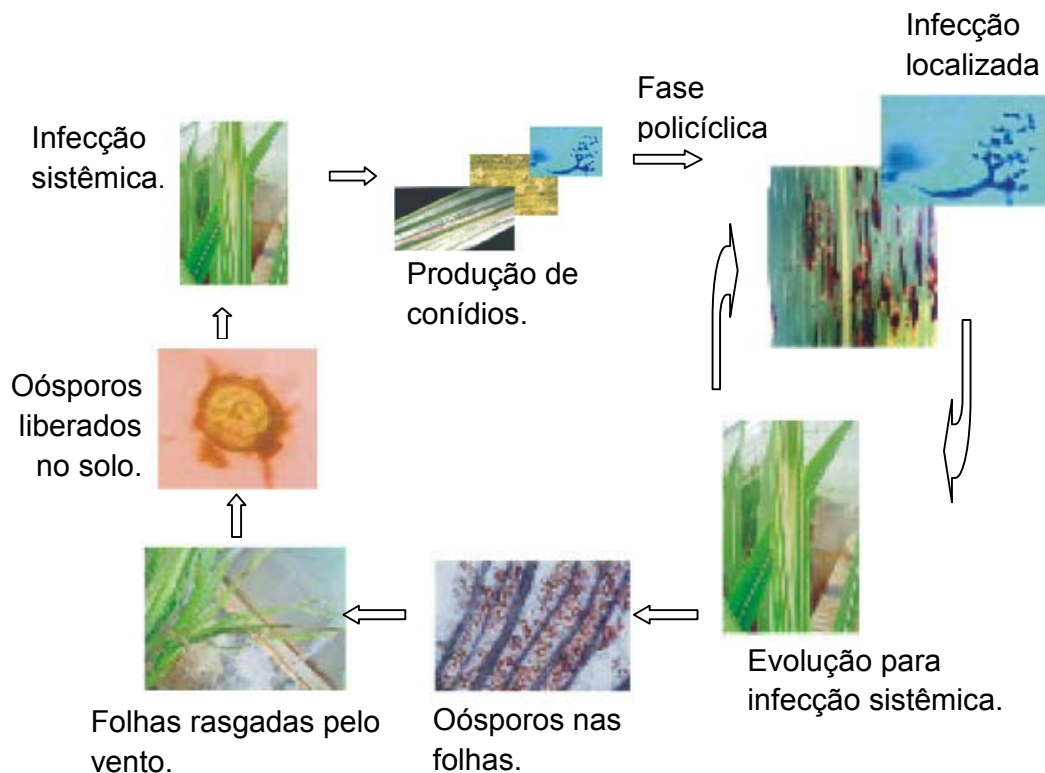 Infecção
sistêmica.
Produção de
conídios.
Fase
policíclica
Infecção
localizada
Evolução para
infecção sistêmica.
Oósporos nas
folhas.
Folhas rasgadas pelo
vento.
Oósporos
liberados
no solo.